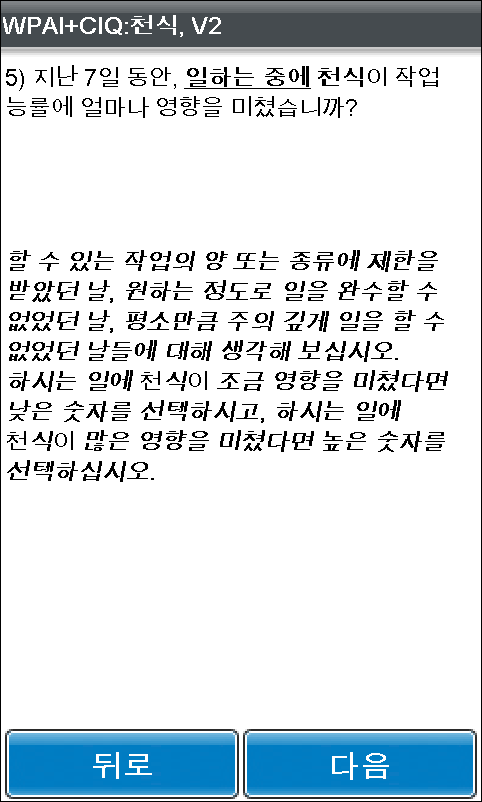 WPAI+CIQ:천식, V2
5) 지난 7일 동안, 일하는 중에 천식이 작업
능률에 얼마나 영향을 미쳤습니까?
할 수 있는 작업의 양 또는 종류에 제한을
받았던 날, 원하는 정도로 일을 완수할 수
없었던 날, 평소만큼 주의 깊게 일을 할 수
없었던 날들에 대해 생각해 보십시오.
하시는 일에 천식이 조금 영향을 미쳤다면
낮은 숫자를 선택하시고, 하시는 일에
천식이 많은 영향을 미쳤다면 높은 숫자를
선택하십시오.
뒤로
다음